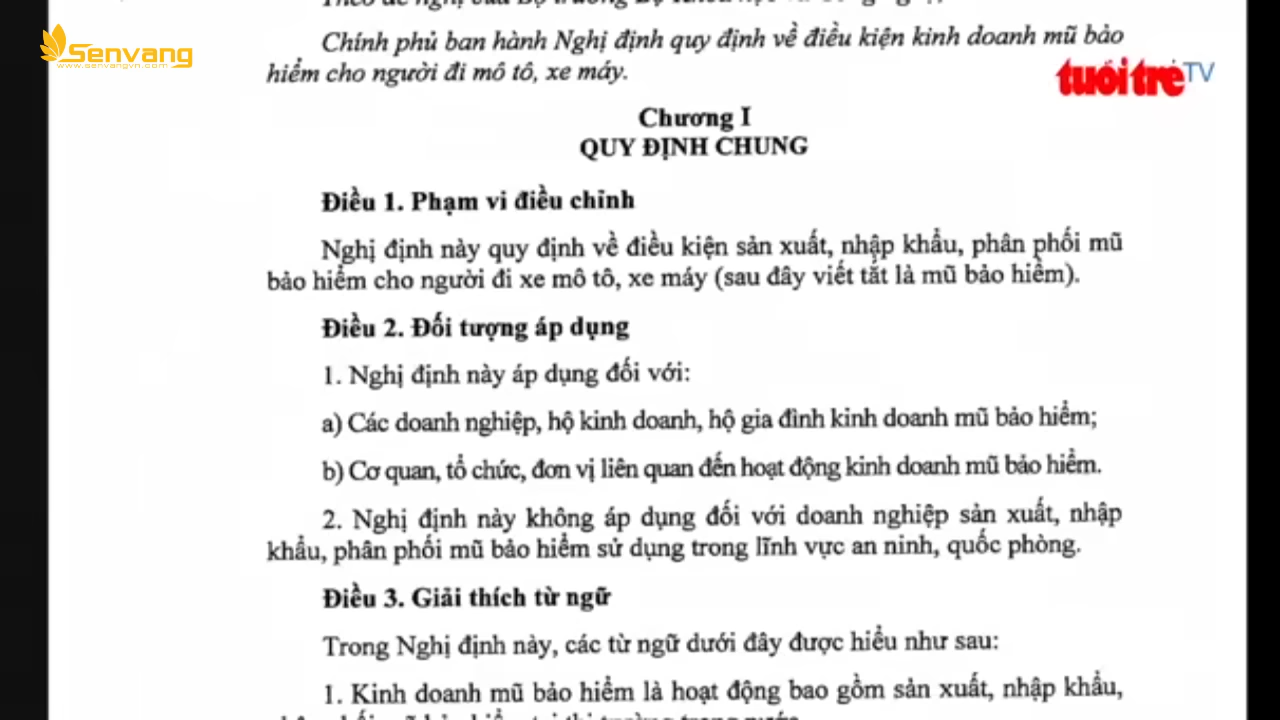 Senvang
www.senvangvn.com
tuổi trẻ TV
Chính phủ ban hành Nghị định quy định về điều kiện kinh doanh mũ bảo
hiểm cho người đi mô tô, xe máy.
Chương I
QUY ĐỊNH CHUNG
Điều 1. Phạm vi điều chỉnh
Nghị định này quy định về điều kiện sản xuất, nhập khẩu, phân phối mũ
bảo hiểm cho người đi xe mô tô, xe máy (sau đây viết tắt là mũ bảo hiểm).
Điều 2. Đối tượng áp dụng
1. Nghị định này áp dụng đối với:
a) Các doanh nghiệp, hộ kinh doanh, hộ gia đình kinh doanh mũ bảo hiểm;
b) Cơ quan, tổ chức, đơn vị liên quan đến hoạt động kinh doanh mũ bảo hiểm.
2. Nghị định này không áp dụng đối với doanh nghiệp sản xuất, nhập
khẩu, phân phối mũ bảo hiểm sử dụng trong lĩnh vực an ninh, quốc phòng.
Điều 3. Giải thích từ ngữ
Trong Nghị định này, các từ ngữ dưới đây được hiểu như sau:
1. Kinh doanh mũ bảo hiểm là hoạt động bao gồm sản xuất, nhập khẩu,